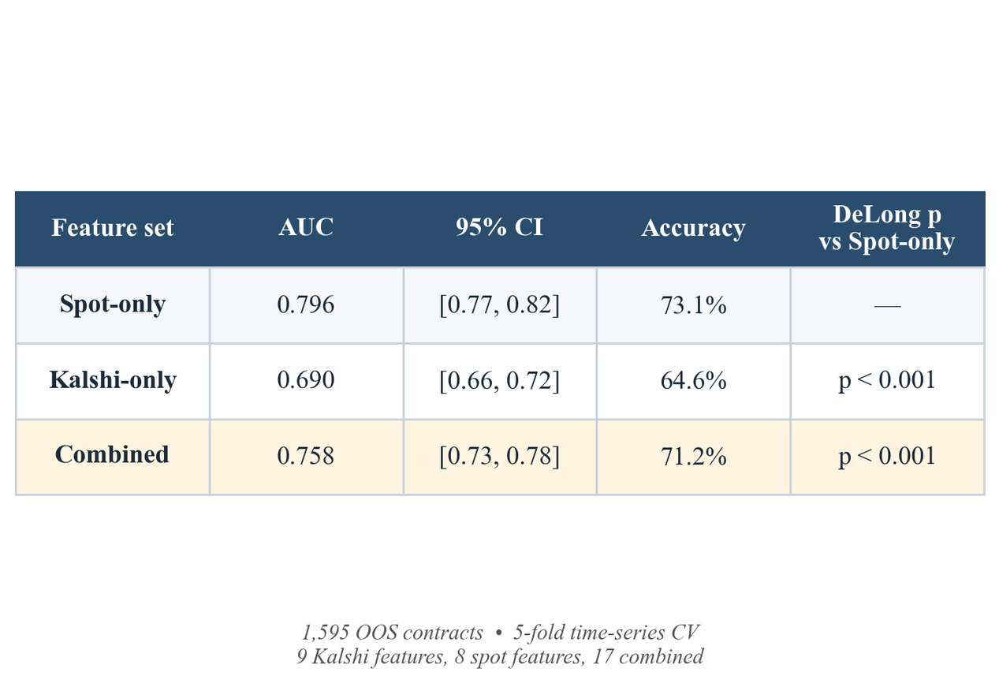 Feature set AUC 95% CI Accuracy DeLong p vs Spot-only
Spot-only 0.796 [0.77, 0.82] 73.1% —
Kalshi-only 0.690 [0.66, 0.72] 64.6% p < 0.001
Combined 0.758 [0.73, 0.78] 71.2% p < 0.001
1,595 OOS contracts • 5-fold time-series CV
9 Kalshi features, 8 spot features, 17 combined